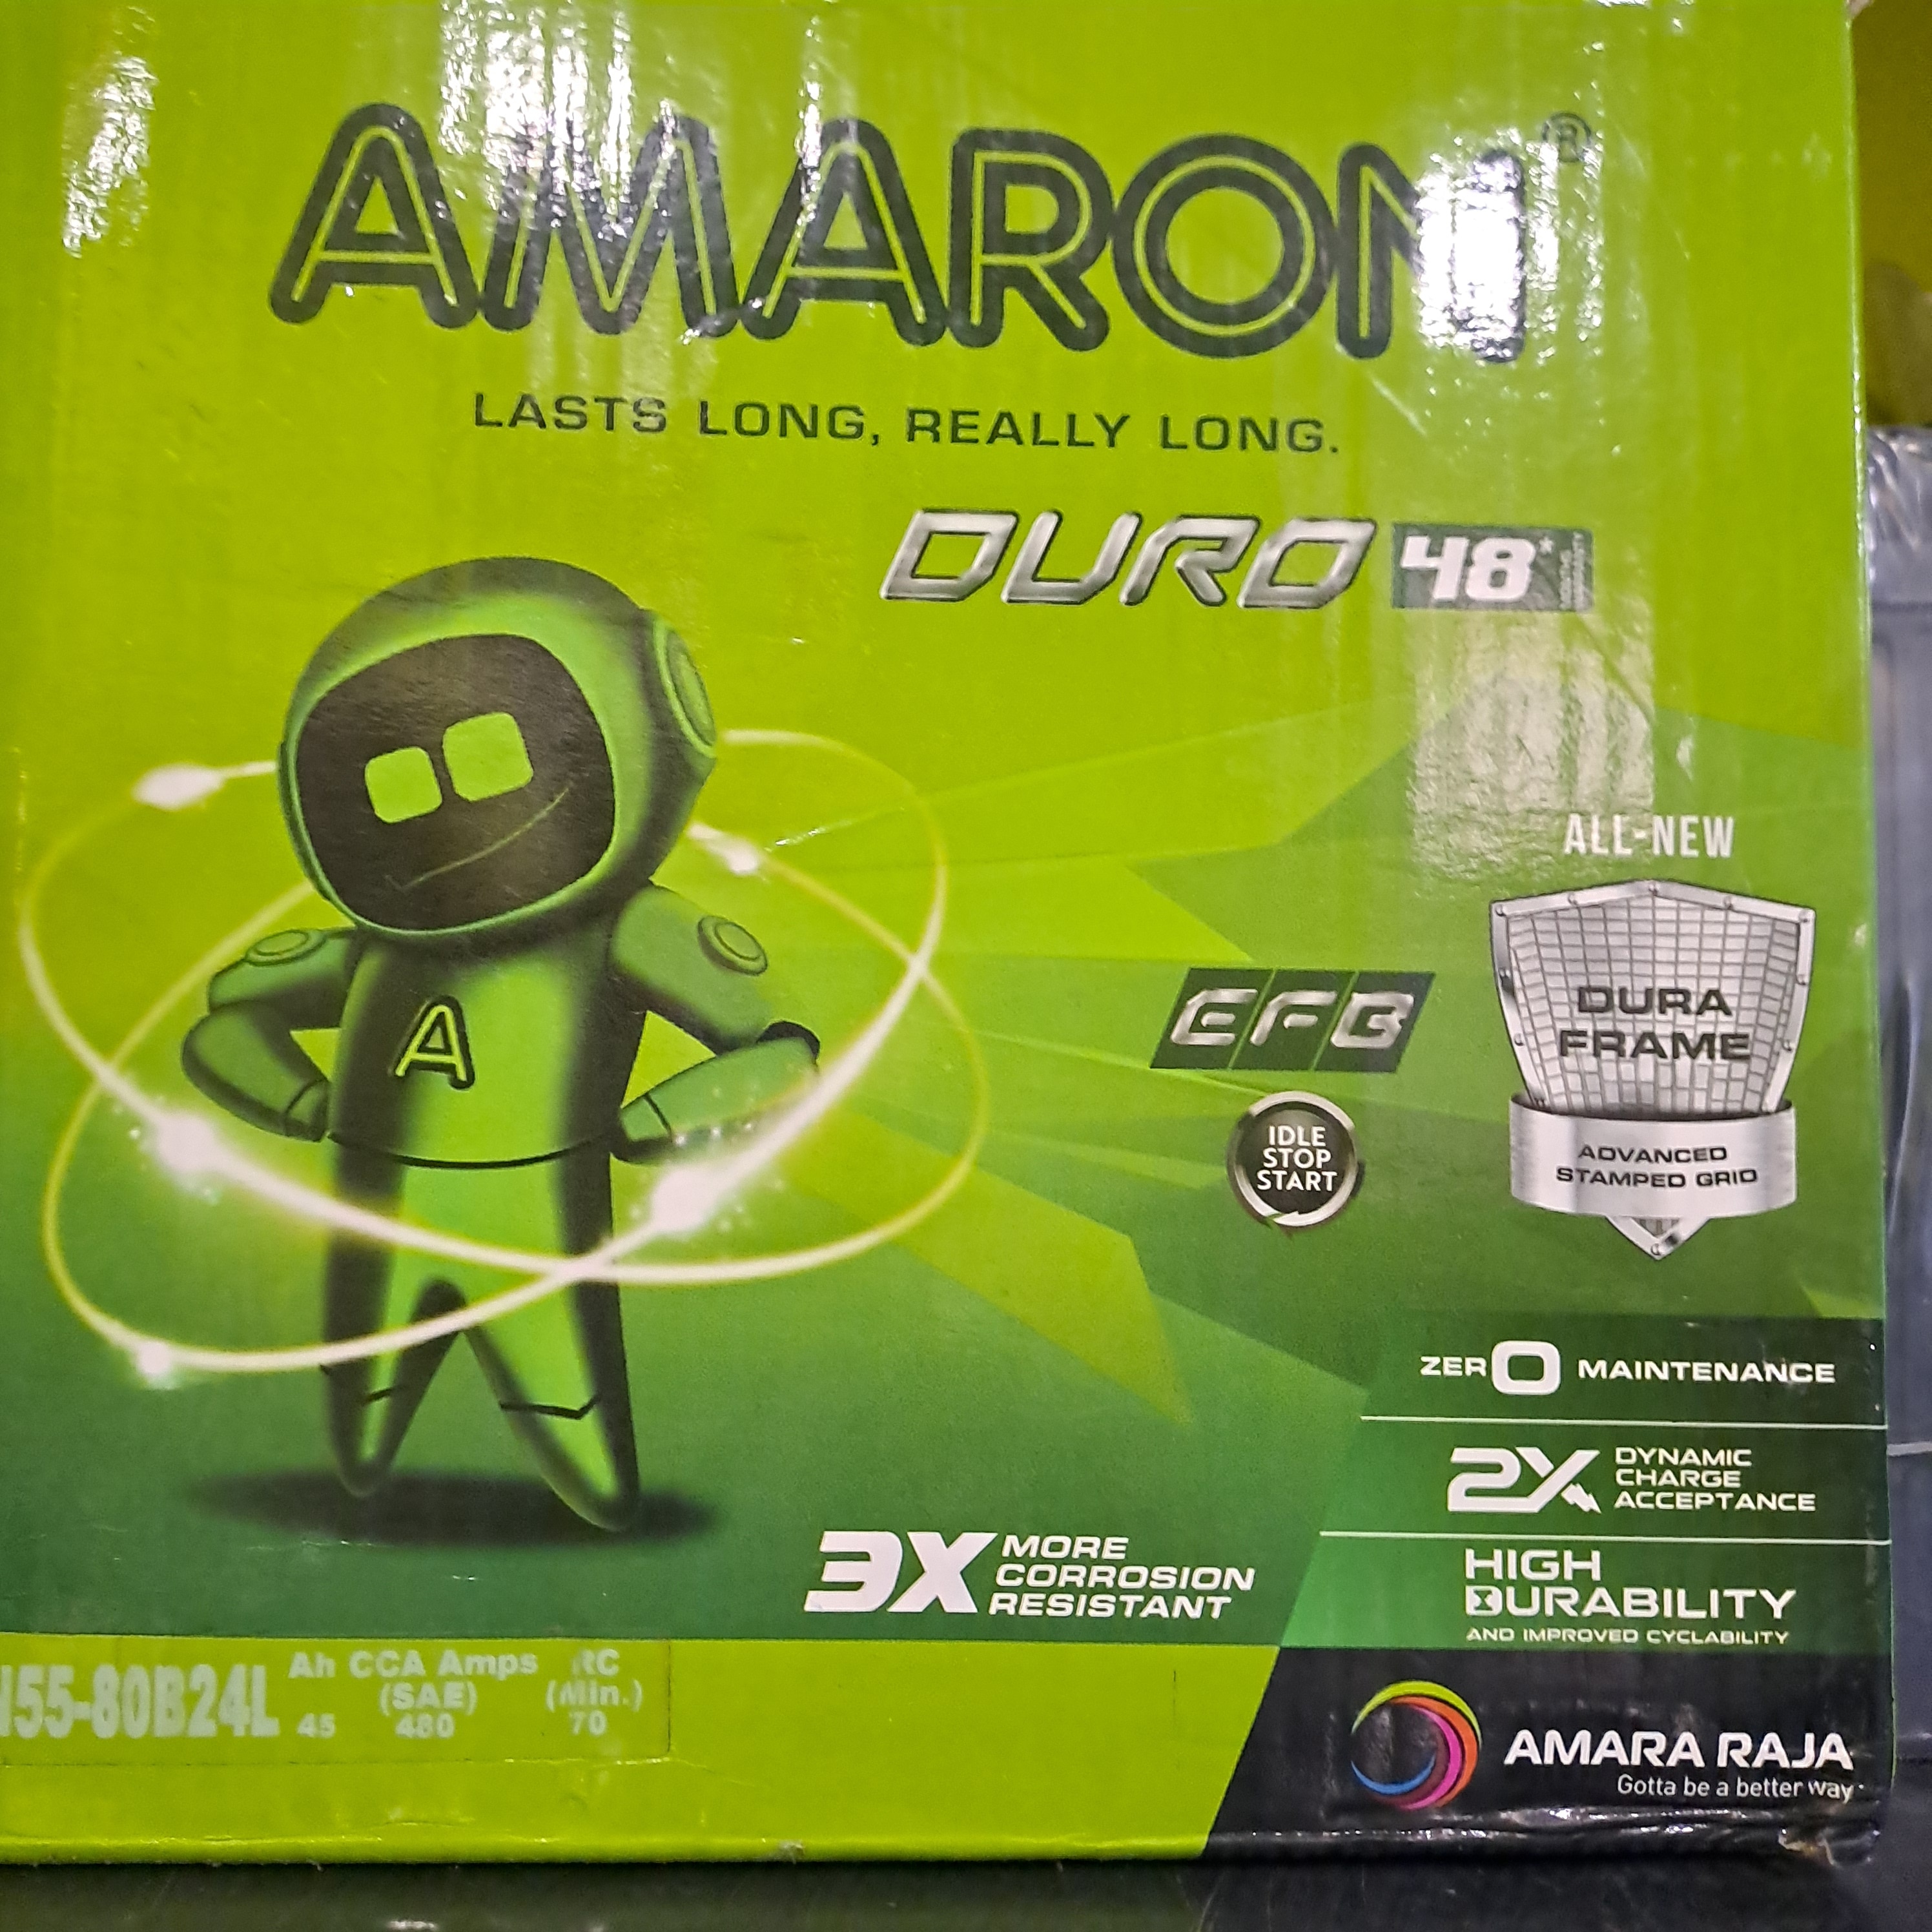 AMARON®
LASTS LONG, REALLY LONG.
DURO 48*
ALL-NEW
DURA
FRAME
ADVANCED
STAMPED GRID
EFB
IDLE
STOP
START
A
ZERO MAINTENANCE
2X DYNAMIC
CHARGE
ACCEPTANCE
3X MORE
CORROSION
RESISTANT
HIGH
DURABILITY
AND IMPROVED CYCLABILITY
55-80B24L
Ah CCA Amps RC
(SAE) (Min.)
45 480 70
AMARA RAJA
Gotta be a better way